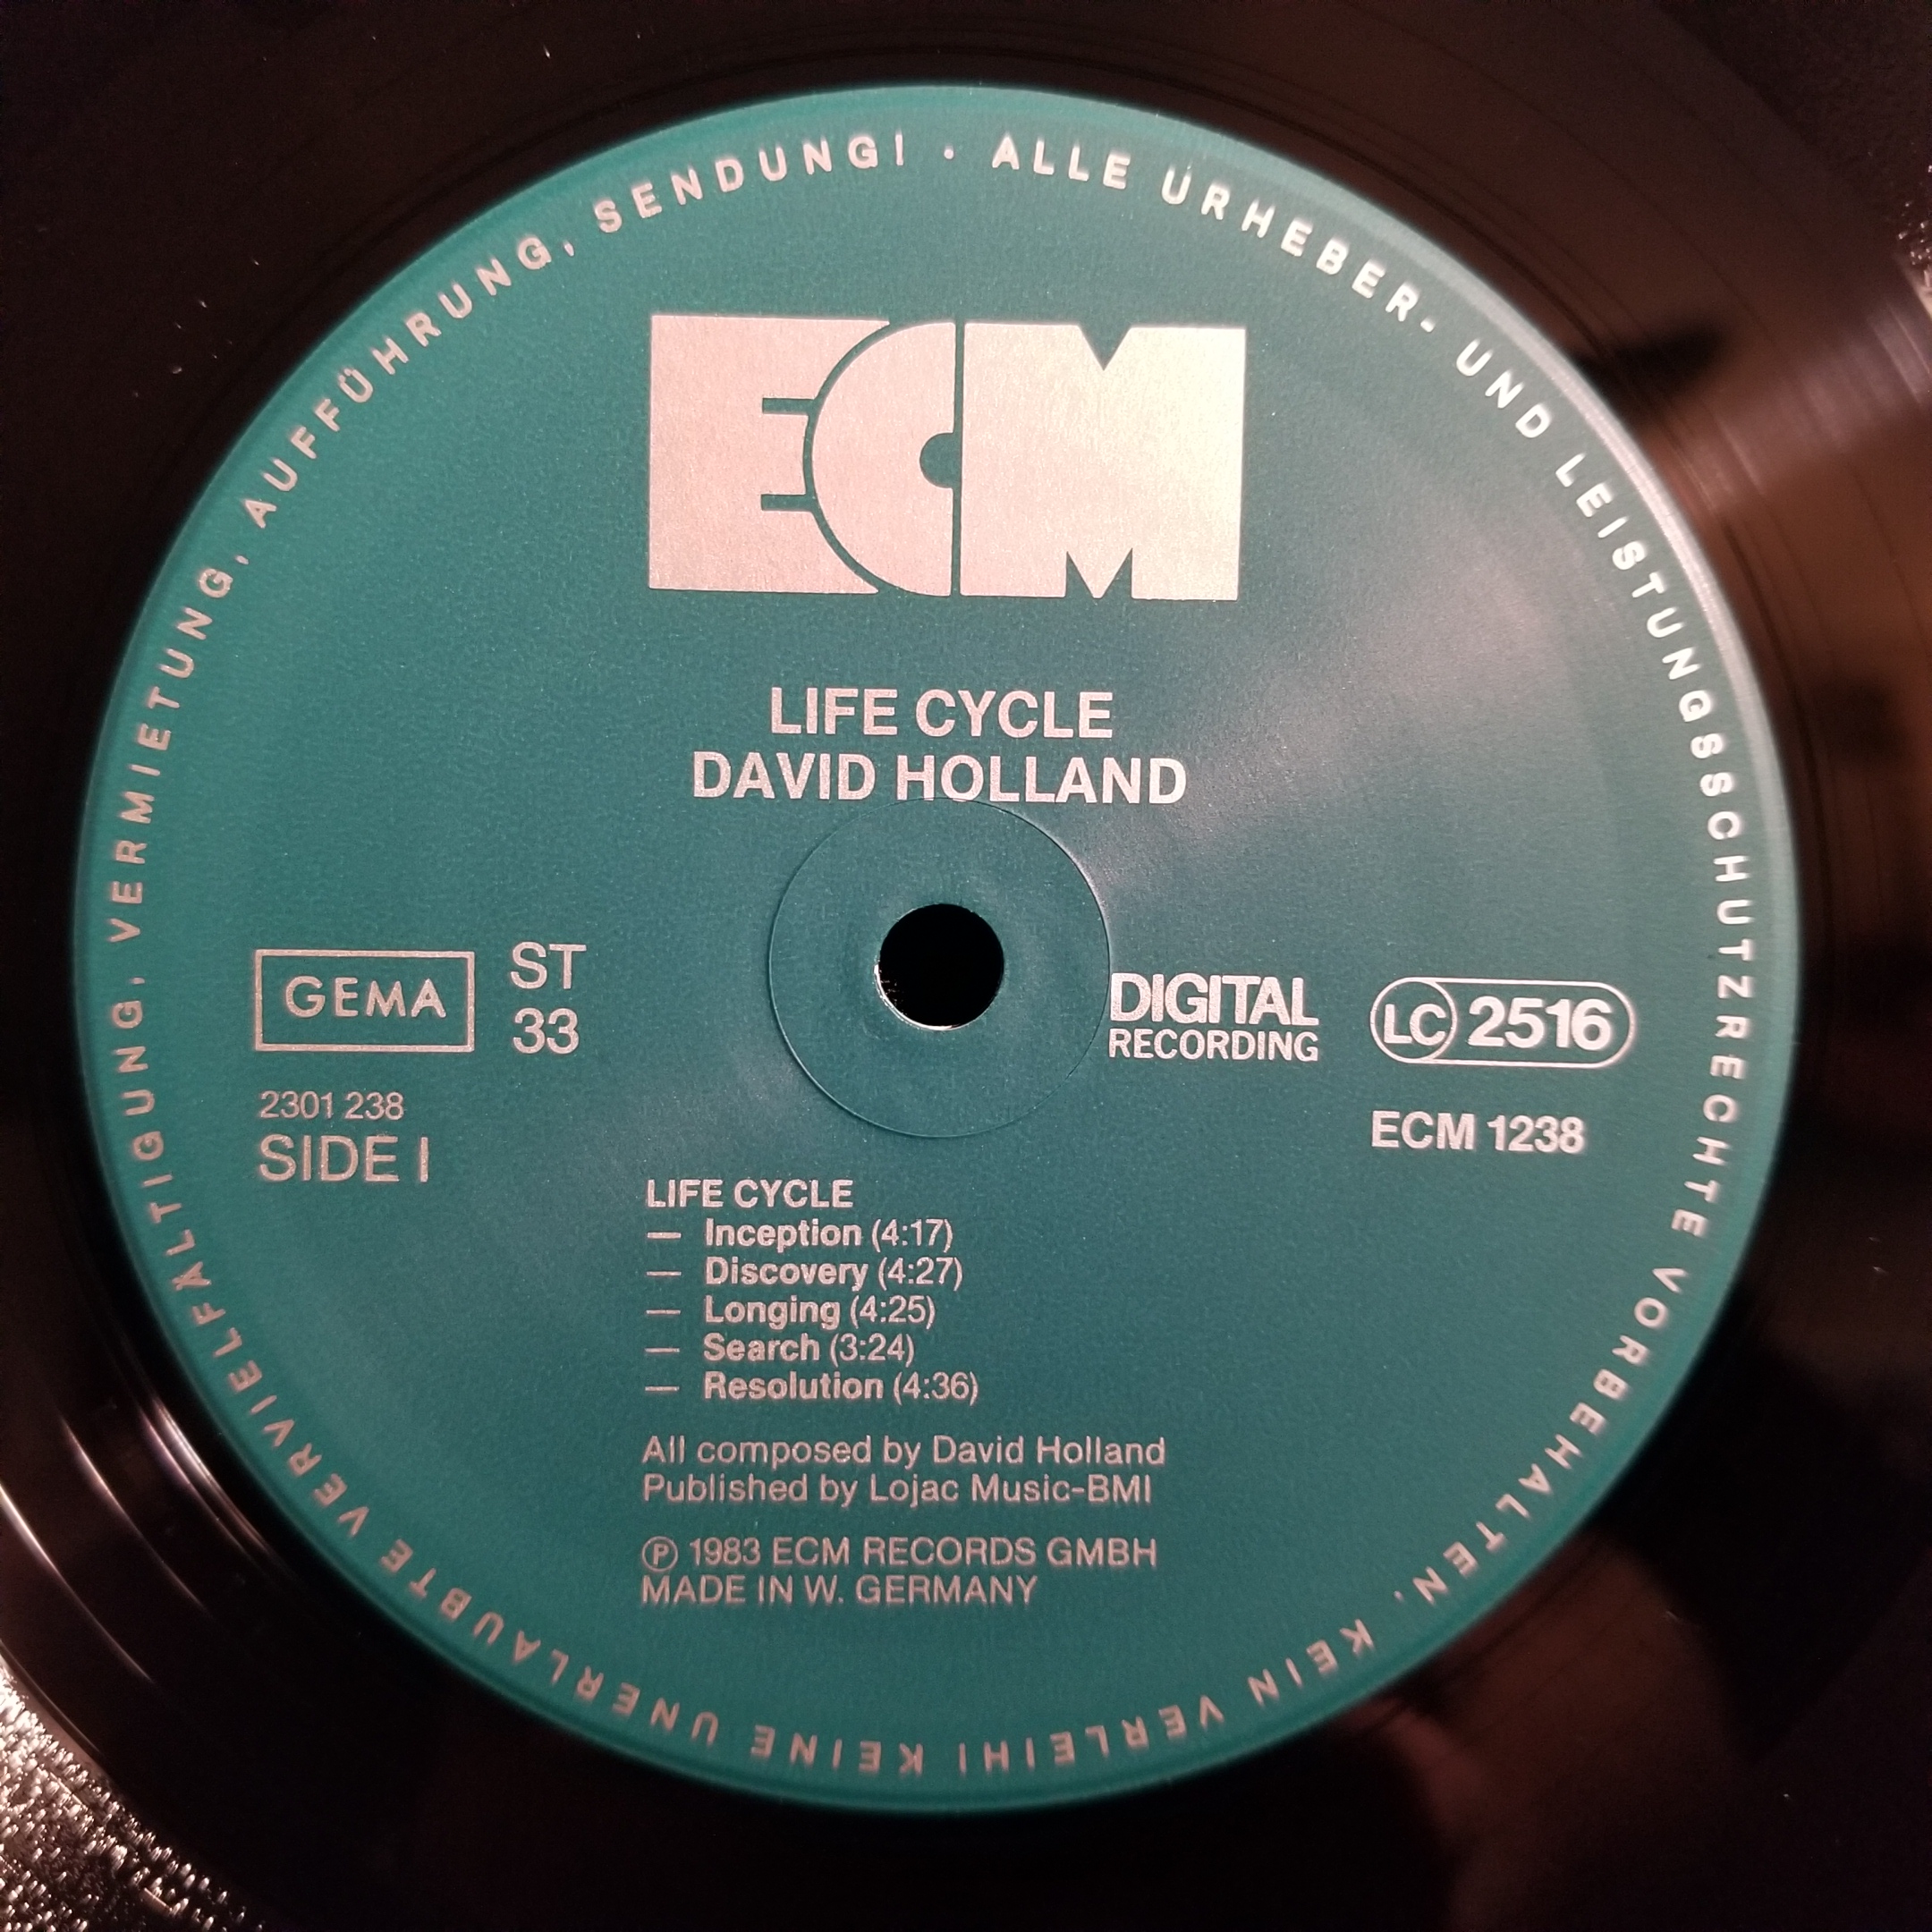 ALLE URHEBER- UND LEISTUNGSSCHUTZRECHTE VORBEHALTEN. KEIN VERLEIH! KEINE UNERLAUBTE VERVIELFÄLTIGUNG, VERMIETUNG, AUFFÜHRUNG, SENDUNG! ·
ECM
LIFE CYCLE
DAVID HOLLAND
GEMA
ST
33
2301 238
SIDE I
DIGITAL
RECORDING
LC 2516
ECM 1238
LIFE CYCLE
— Inception (4:17)
— Discovery (4:27)
— Longing (4:25)
— Search (3:24)
— Resolution (4:36)
All composed by David Holland
Published by Lojac Music-BMI
℗ 1983 ECM RECORDS GMBH
MADE IN W. GERMANY